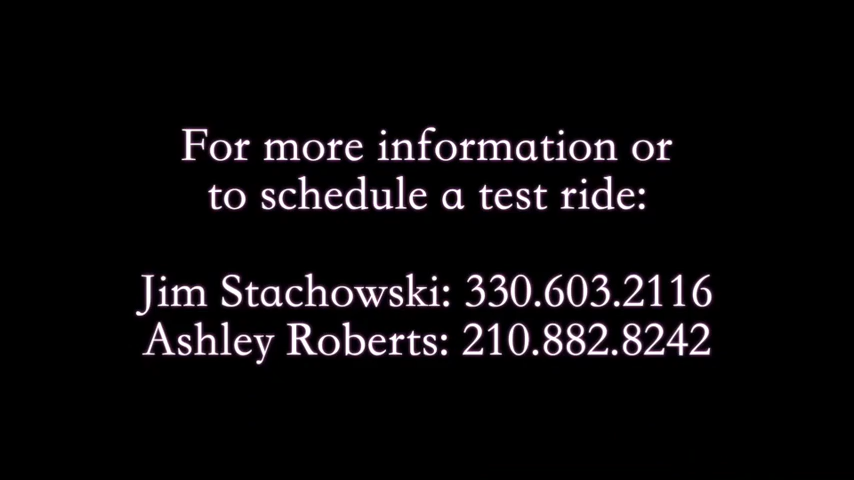 For more information or
to schedule a test ride:
Jim Stachowski: 330.603.2116
Ashley Roberts: 210.882.8242